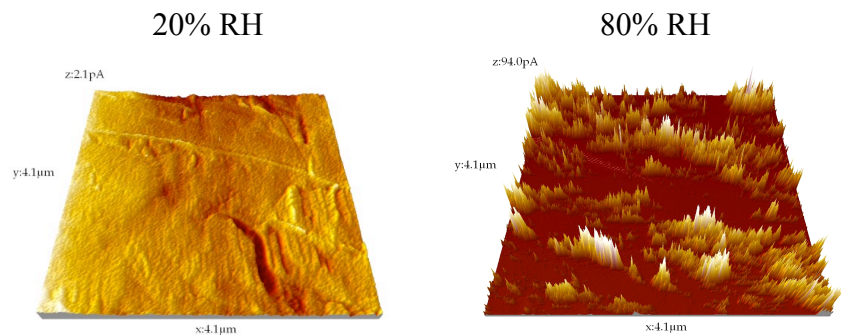 20% RH
80% RH
z:2.1pA
z:94.0pA
y:4.1µm
y:4.1µm
x:4.1µm
x:4.1µm